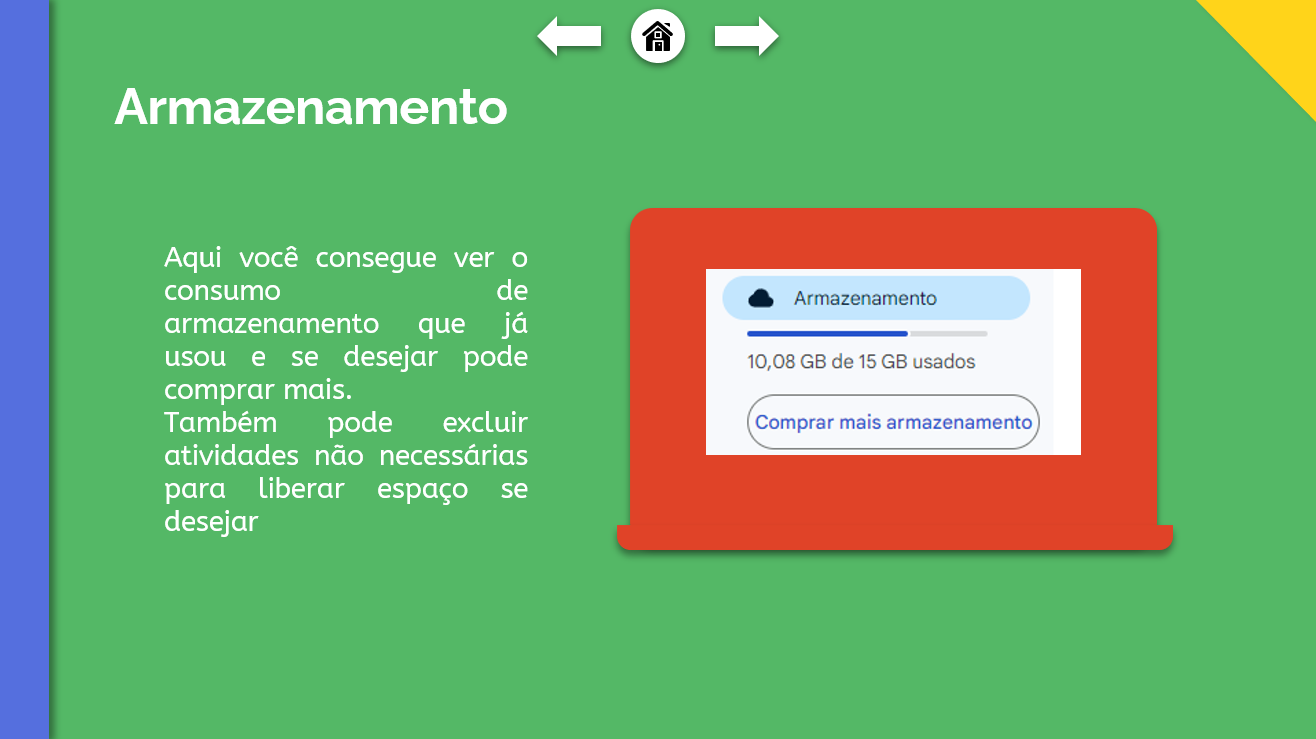 Armazenamento
Aqui você consegue ver o
consumo de
armazenamento que já
usou e se desejar pode
comprar mais.
Também pode excluir
atividades não necessárias
para liberar espaço se
desejar
Armazenamento
10,08 GB de 15 GB usados
Comprar mais armazenamento